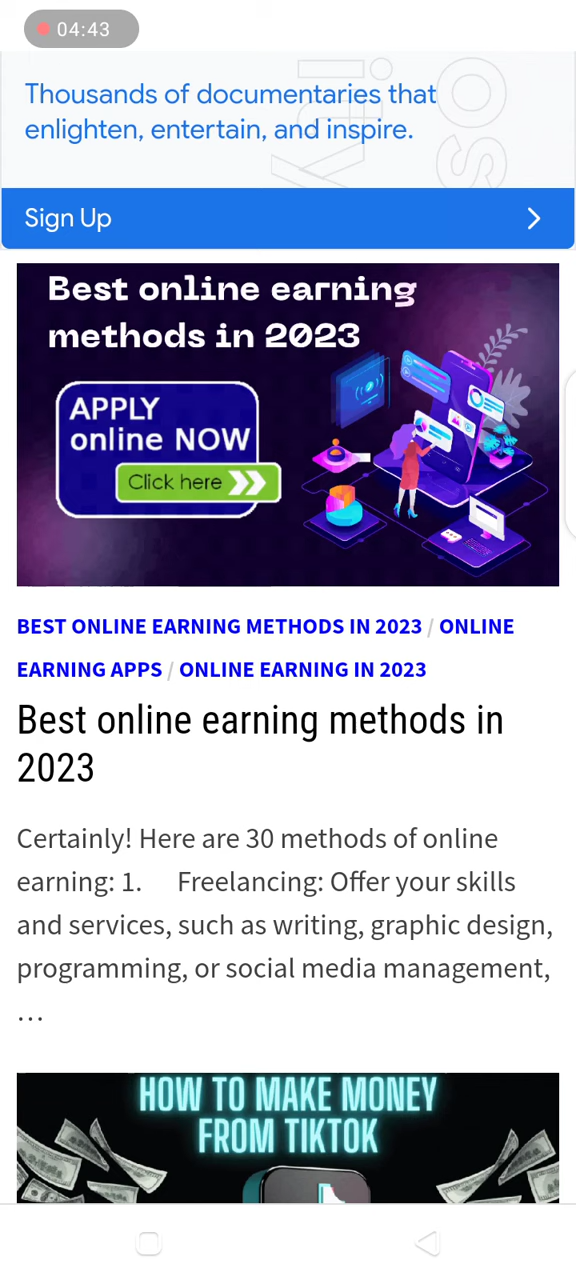 04:43
Thousands of documentaries that
enlighten, entertain, and inspire.
Sign Up
Best online earning
methods in 2023
APPLY
online NOW
Click here
BEST ONLINE EARNING METHODS IN 2023 / ONLINE
EARNING APPS / ONLINE EARNING IN 2023
Best online earning methods in
2023
Certainly! Here are 30 methods of online
earning: 1. Freelancing: Offer your skills
and services, such as writing, graphic design,
programming, or social media management,
…
HOW TO MAKE MONEY
FROM TIKTOK